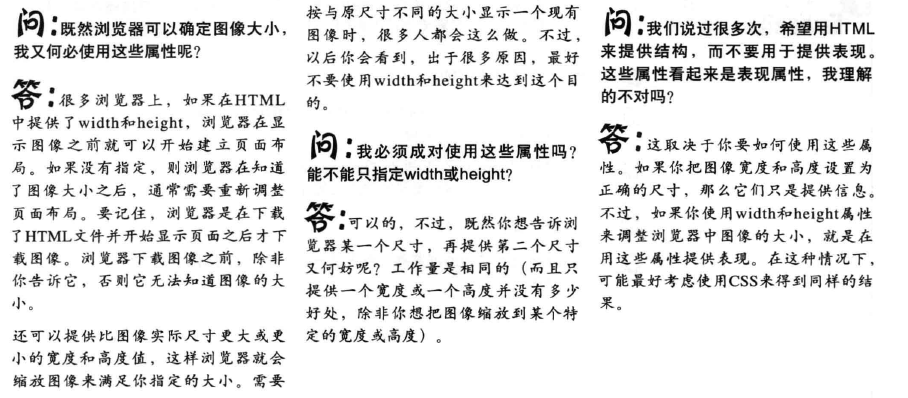 问：既然浏览器可以确定图像大小，
我又何必使用这些属性呢？
答：很多浏览器上，如果在HTML
中提供了width和height，浏览器在显
示图像之前就可以开始建立页面布
局。如果没有指定，则浏览器在知道
了图像大小之后，通常需要重新调整
页面布局。要记住，浏览器是在下载
了HTML文件并开始显示页面之后才下
载图像。浏览器下载图像之前，除非
你告诉它，否则它无法知道图像的大
小。
还可以提供比图像实际尺寸更大或更
小的宽度和高度值，这样浏览器就会
缩放图像来满足你指定的大小。需要
按与原尺寸不同的大小显示一个现有
图像时，很多人都会这么做。不过，
以后你会看到，出于很多原因，最好
不要使用width和height来达到这个目
的。
问：我必须成对使用这些属性吗？
能不能只指定width或height？
答：可以的，不过，既然你想告诉浏
览器某一个尺寸，再提供第二个尺寸
又何妨呢？工作量是相同的（而且只
提供一个宽度或一个高度并没有多少
好处，除非你想把图像缩放到某个特
定的宽度或高度）。
问：我们说过很多次，希望用HTML
来提供结构，而不要用于提供表现。
这些属性看起来是表现属性，我理解
的不对吗？
答：这取决于你要如何使用这些属
性。如果你把图像宽度和高度设置为
正确的尺寸，那么它们只是提供信息。
不过，如果你使用width和height属性
来调整浏览器中图像的大小，就是在
用这些属性提供表现。在这种情况下，
可能最好考虑使用CSS来得到同样的结
果。